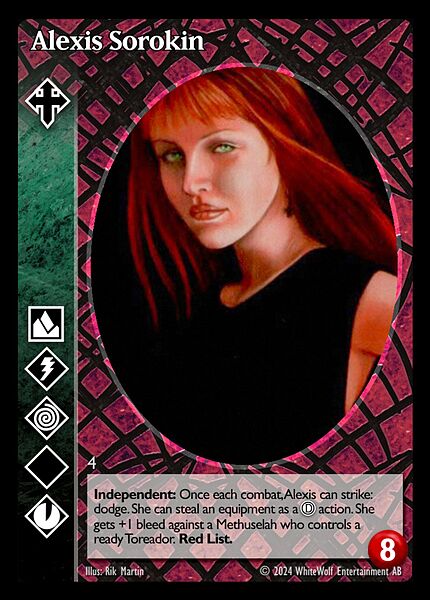 Alexis Sorokin
4
Independent: Once each combat, Alexis can strike:
dodge. She can steal an equipment as a Ⓓ action. She
gets +1 bleed against a Methuselah who controls a
ready Toreador. Red List.
8
Illus: Rik Martin
© 2024 WhiteWolf Entertainment AB